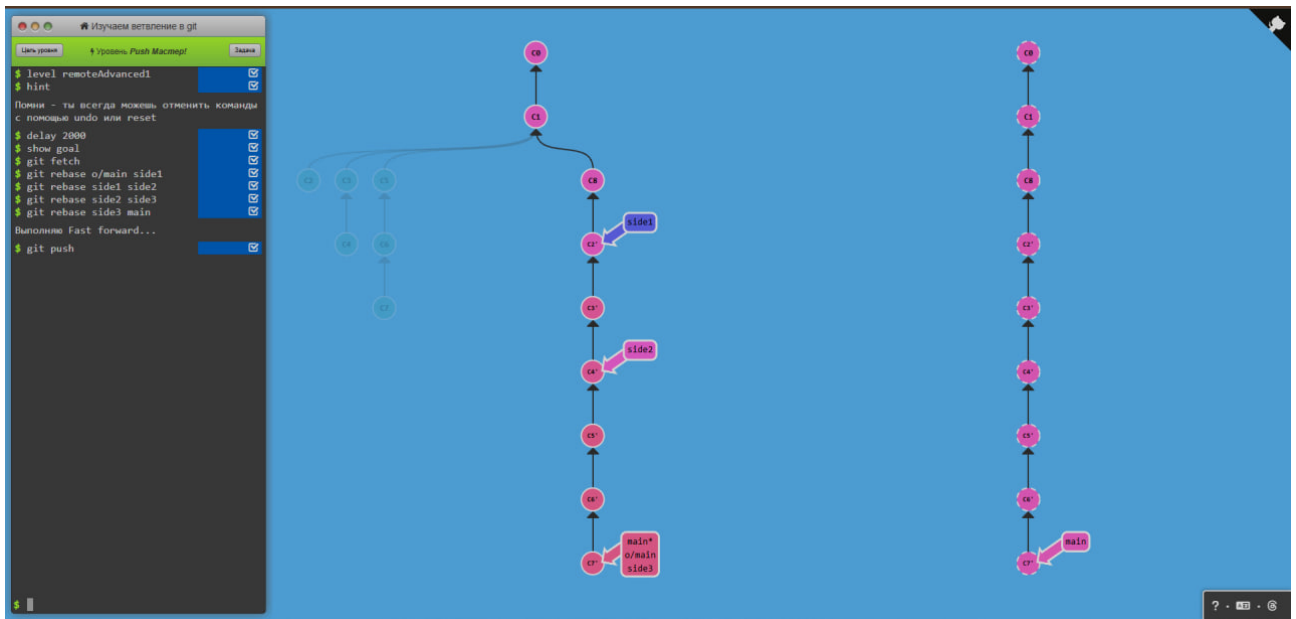 Изучаем ветвление в git
Цель уровня
Уровень Push Мастер!
Задача
$ level remoteAdvanced1
$ hint
Помни - ты всегда можешь отменить команды
с помощью undo или reset
$ delay 2000
$ show goal
$ git fetch
$ git rebase o/main side1
$ git rebase side1 side2
$ git rebase side2 side3
$ git rebase side3 main
Выполняю Fast forward...
$ git push
$
C0
C1
C2
C3
C5
C8
side1
C4
C6
C2'
C7
C3'
side2
C4'
C5'
C6'
main*
o/main
side3
C7'
C0
C1
C8
C2'
C3'
C4'
C5'
C6'
main
C7'
?